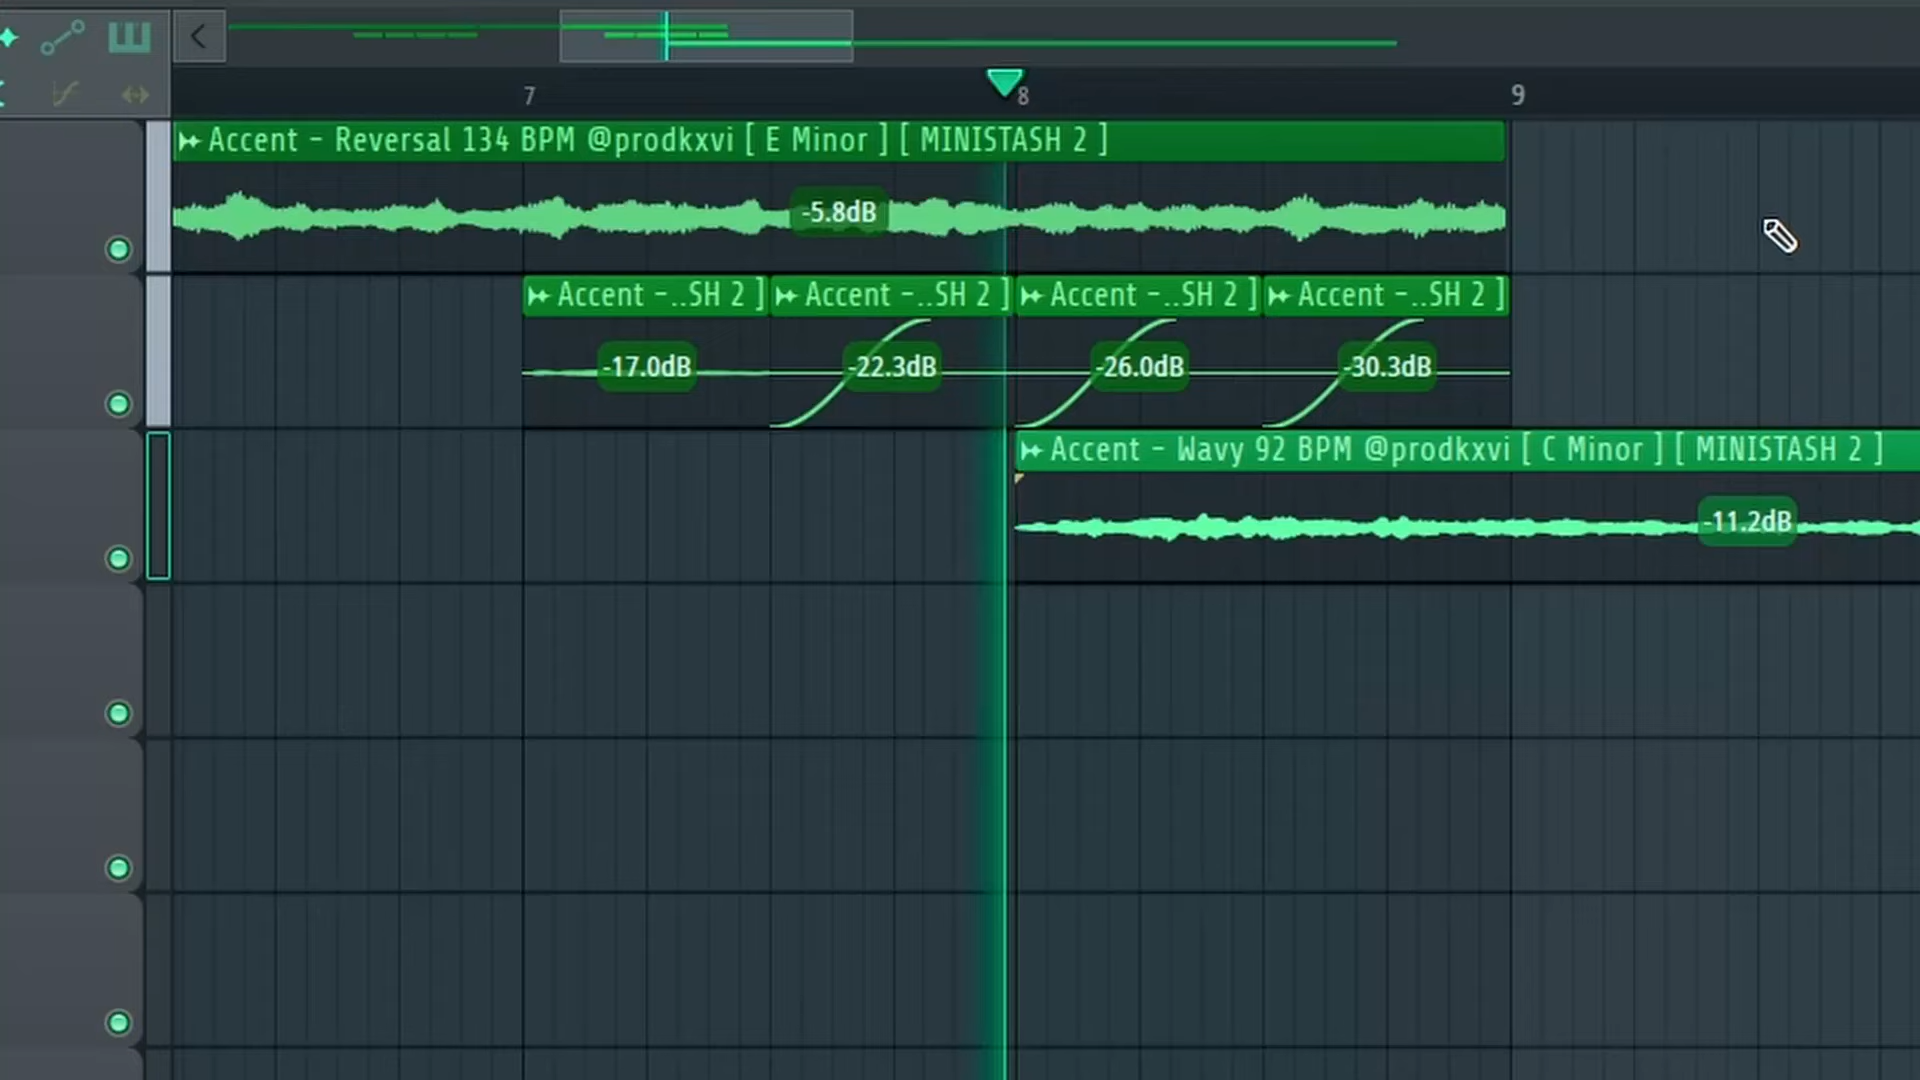 7 8 9
Accent - Reversal 134 BPM @prodkxvi [ E Minor ] [ MINISTASH 2 ]
-5.8dB
Accent -..SH 2 ] Accent -..SH 2 ] Accent -..SH 2 ] Accent -..SH 2 ]
-17.0dB -22.3dB -26.0dB -30.3dB
Accent - Wavy 92 BPM @prodkxvi [ C Minor ] [ MINISTASH 2 ]
-11.2dB